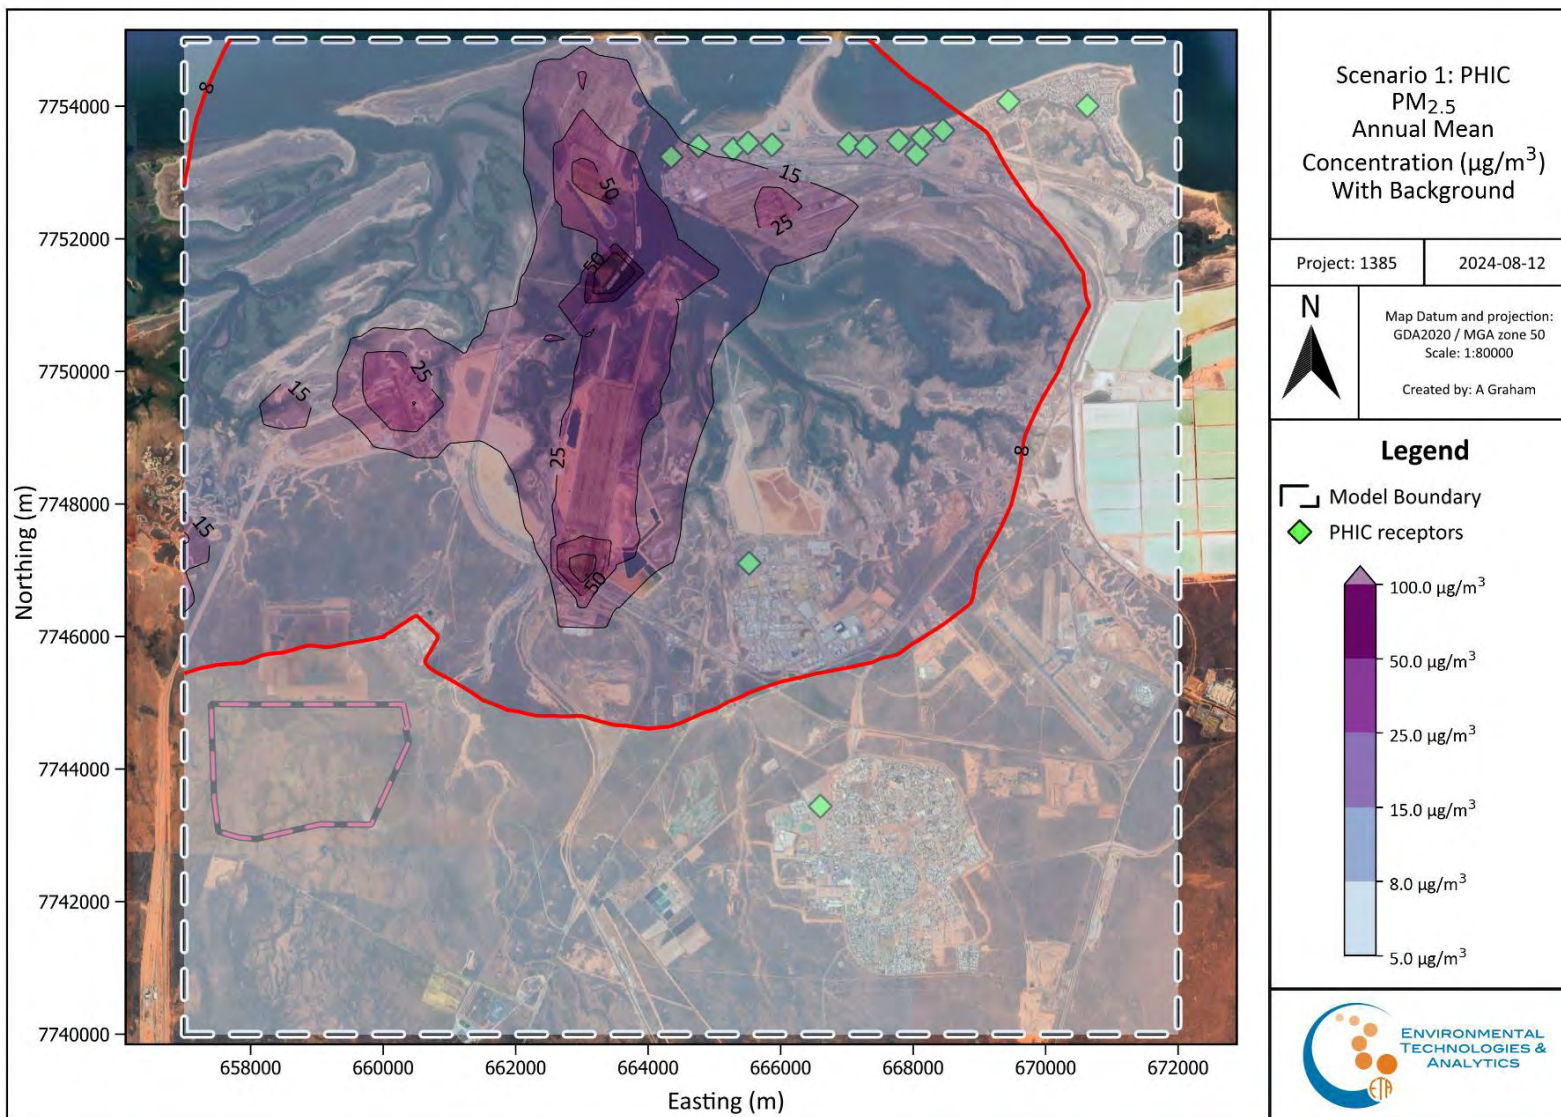 Scenario 1: PHIC
PM2.5
Annual Mean
Concentration (µg/m³)
With Background
Project: 1385
2024-08-12
N
Map Datum and projection:
GDA2020 / MGA zone 50
Scale: 1:80000
Created by: A Graham
Legend
Model Boundary
PHIC receptors
100.0 µg/m³
50.0 µg/m³
25.0 µg/m³
15.0 µg/m³
8.0 µg/m³
5.0 µg/m³
ENVIRONMENTAL
TECHNOLOGIES &
ANALYTICS
ETA
Northing (m)
7754000
7752000
7750000
7748000
7746000
7744000
7742000
7740000
658000
660000
662000
664000
666000
668000
670000
672000
Easting (m)
8
50
15
25
50
25
15
8
25
15
50